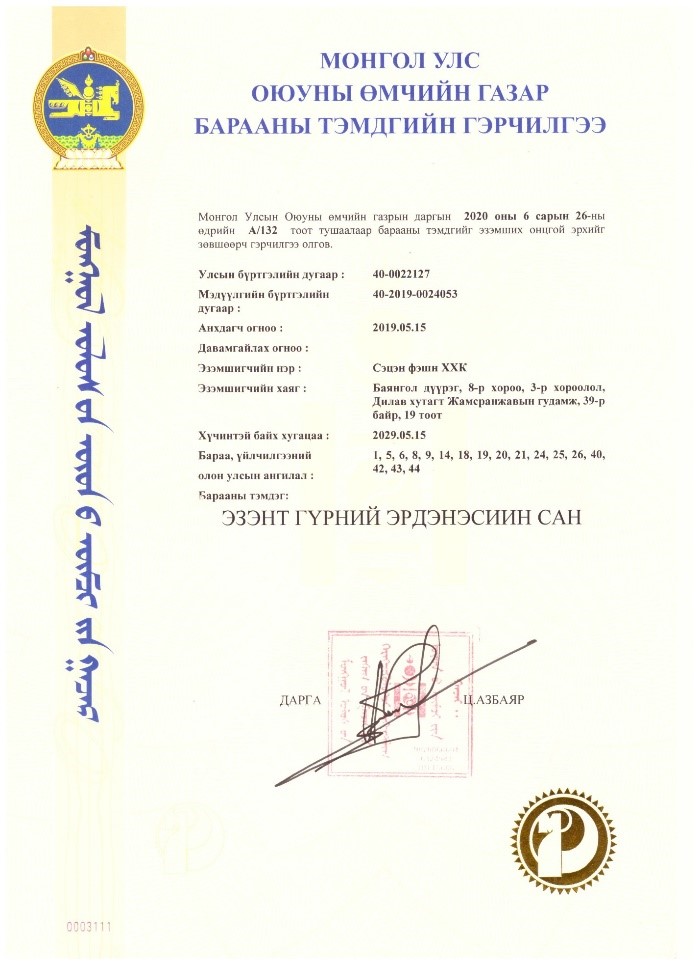 МОНГОЛ УЛС
ОЮУНЫ ӨМЧИЙН ГАЗАР
БАРААНЫ ТЭМДГИЙН ГЭРЧИЛГЭЭ
Монгол Улсын Оюуны өмчийн газрын даргын 2020 оны 6 сарын 26-ны
өдрийн А/132 тоот тушаалаар барааны тэмдгийг эзэмших онцгой эрхийг
зөвшөөрч гэрчилгээ олгов.
Улсын бүртгэлийн дугаар : 40-0022127
Мэдүүлгийн бүртгэлийн 40-2019-0024053
дугаар :
Анхдагч огноо : 2019.05.15
Давамгайлах огноо :
Эзэмшигчийн нэр : Сэцэн фэшн ХХК
Эзэмшигчийн хаяг : Баянгол дүүрэг, 8-р хороо, 3-р хороолол,
Дилав хутагт Жамсранжавын гудамж, 39-р
байр, 19 тоот
Хүчинтэй байх хугацаа : 2029.05.15
Бараа, үйлчилгээний 1, 5, 6, 8, 9, 14, 18, 19, 20, 21, 24, 25, 26, 40,
олон улсын ангилал : 42, 43, 44
Барааны тэмдэг:
ЭЗЭНТ ГҮРНИЙ ЭРДЭНЭСИИН САН
ДАРГА Ц.АЗБАЯР
0003111